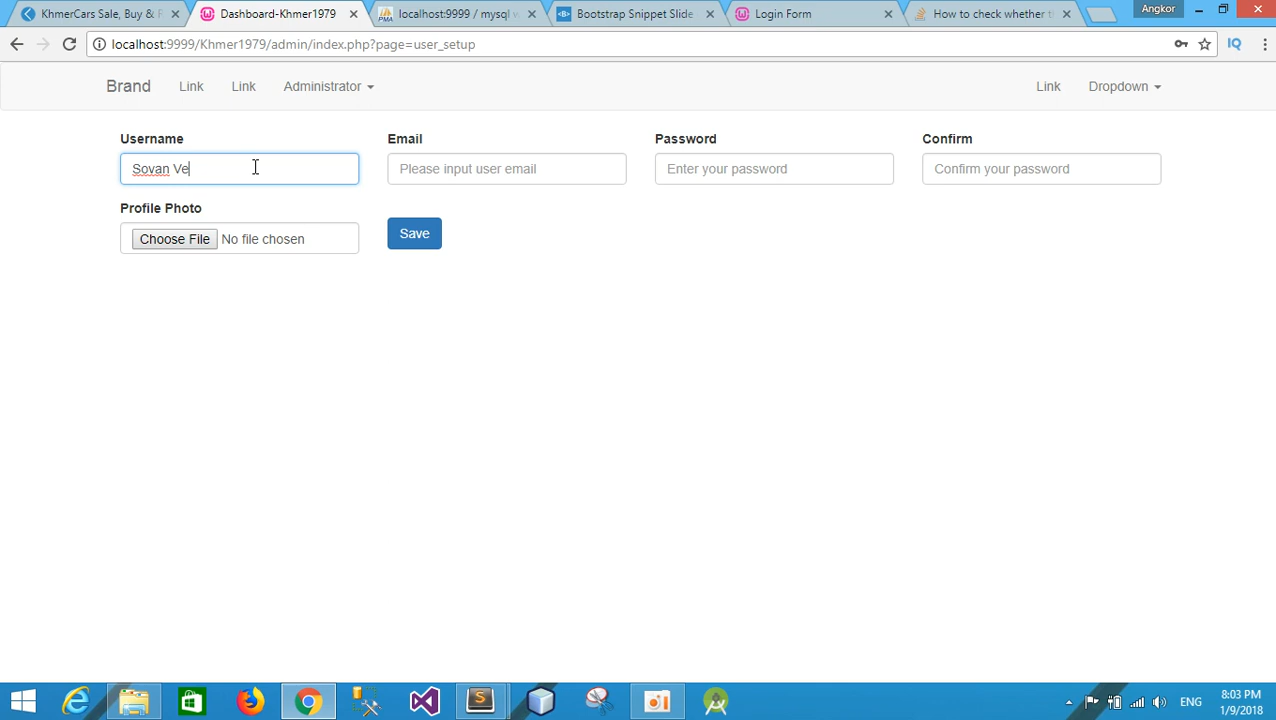 KhmerCars Sale, Buy & R
Dashboard-Khmer1979
localhost:9999 / mysql w
Bootstrap Snippet Slide
Login Form
How to check whether t
Angkor
localhost:9999/Khmer1979/admin/index.php?page=user_setup
Brand Link Link Administrator Link Dropdown
Username Email Password Confirm
Sovan Ve Please input user email Enter your password Confirm your password
Profile Photo
Choose File No file chosen Save
ENG
8:03 PM
1/9/2018